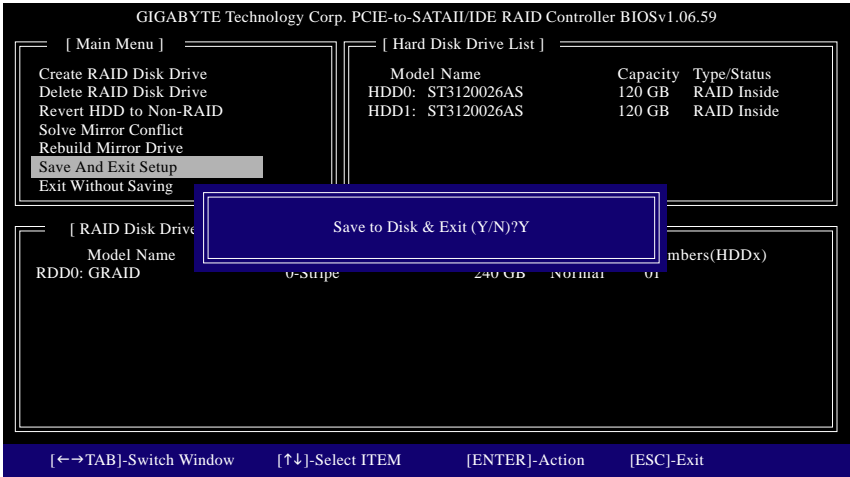 GIGABYTE Technology Corp. PCIE-to-SATAII/IDE RAID Controller BIOSv1.06.59
[ Main Menu ]
Create RAID Disk Drive
Delete RAID Disk Drive
Revert HDD to Non-RAID
Solve Mirror Conflict
Rebuild Mirror Drive
Save And Exit Setup
Exit Without Saving
[ Hard Disk Drive List ]
Model Name Capacity Type/Status
HDD0: ST3120026AS 120 GB RAID Inside
HDD1: ST3120026AS 120 GB RAID Inside
Save to Disk & Exit (Y/N)?Y
[ RAID Disk Drive
Model Name mbers(HDDx)
RDD0: GRAID 0-Stripe 240 GB Normal 01
[←→TAB]-Switch Window [↑↓]-Select ITEM [ENTER]-Action [ESC]-Exit